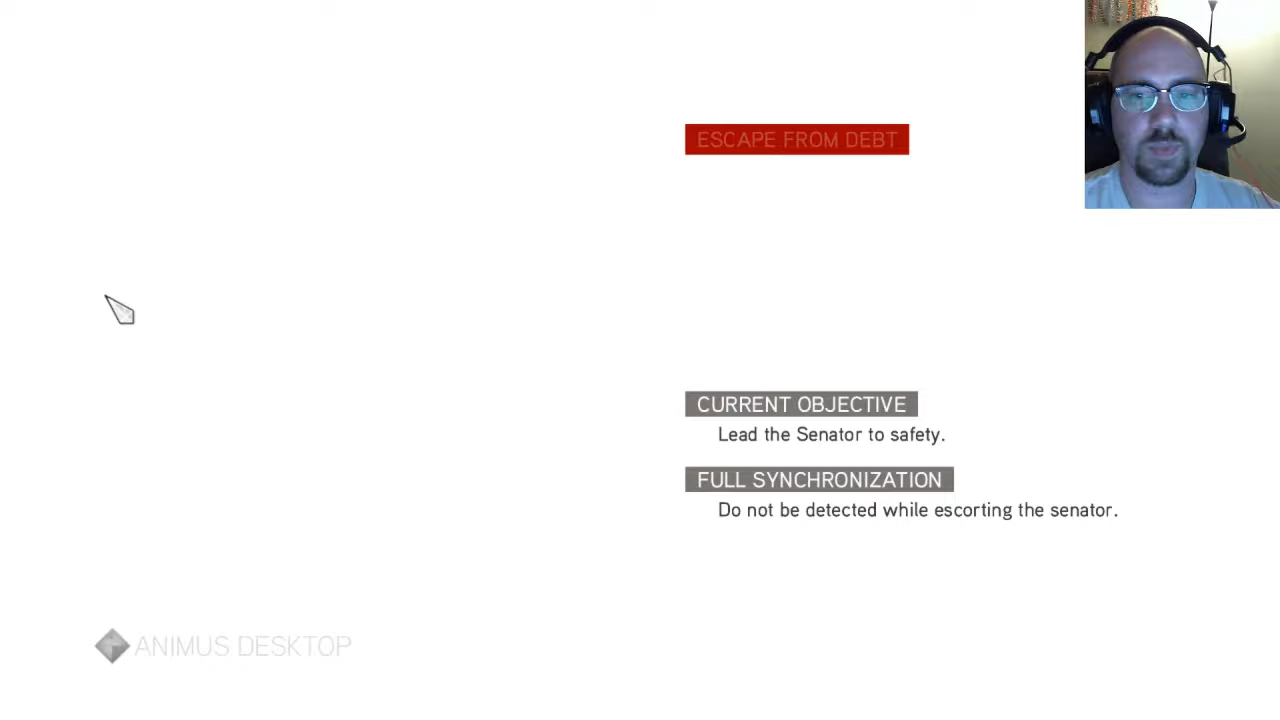 ESCAPE FROM DEBT
CURRENT OBJECTIVE
Lead the Senator to safety.
FULL SYNCHRONIZATION
Do not be detected while escorting the senator.
ANIMUS DESKTOP